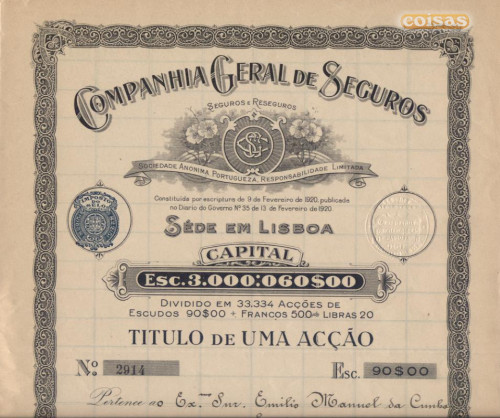 coisas
COMPANHIA GERAL DE SEGUROS
SEGUROS E RESEGUROS
SOCIEDADE ANONIMA PORTUGUEZA, RESPONSABILIDADE LIMITADA
Constituida por escriptura de 9 de Fevereiro de 1920, publicada
no Diario do Governo Nº 35 de 13 de Fevereiro de 1920.
SÉDE EM LISBOA
CAPITAL
Esc. 3.000:060$00
DIVIDIDO EM 33.334 ACÇÕES DE
ESCUDOS 90$00 + FRANCOS 500 = LIBRAS 20
TITULO DE UMA ACÇÃO
Nº 2914 Esc. 90$00
Pertence ao Ex.mo Snr. Emilio Manuel da Cunha